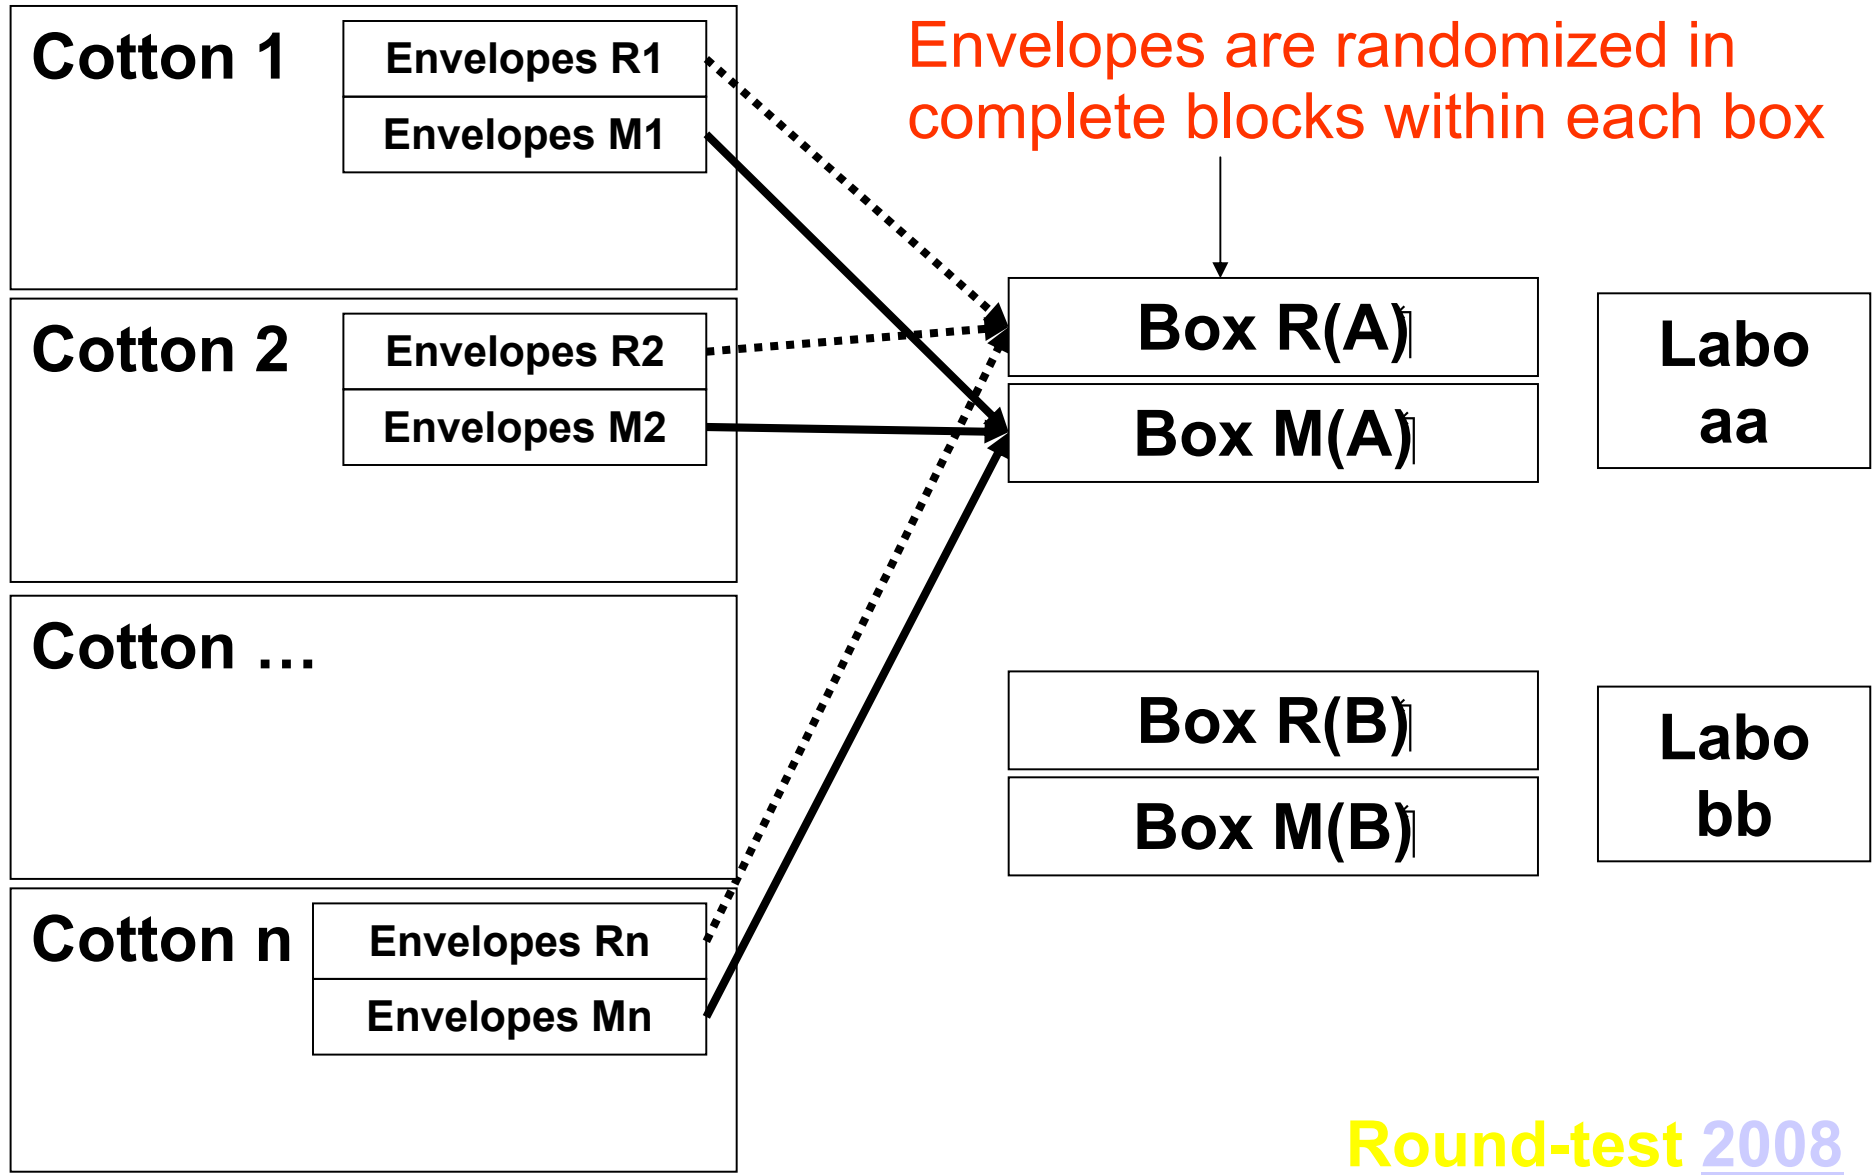 Cotton 1
Envelopes R1
Envelopes M1
Envelopes are randomized in
complete blocks within each box
Cotton 2
Envelopes R2
Envelopes M2
Box R(A)
Box M(A)
Labo
aa
Cotton …
Box R(B)
Box M(B)
Labo
bb
Cotton n
Envelopes Rn
Envelopes Mn
Round-test 2008